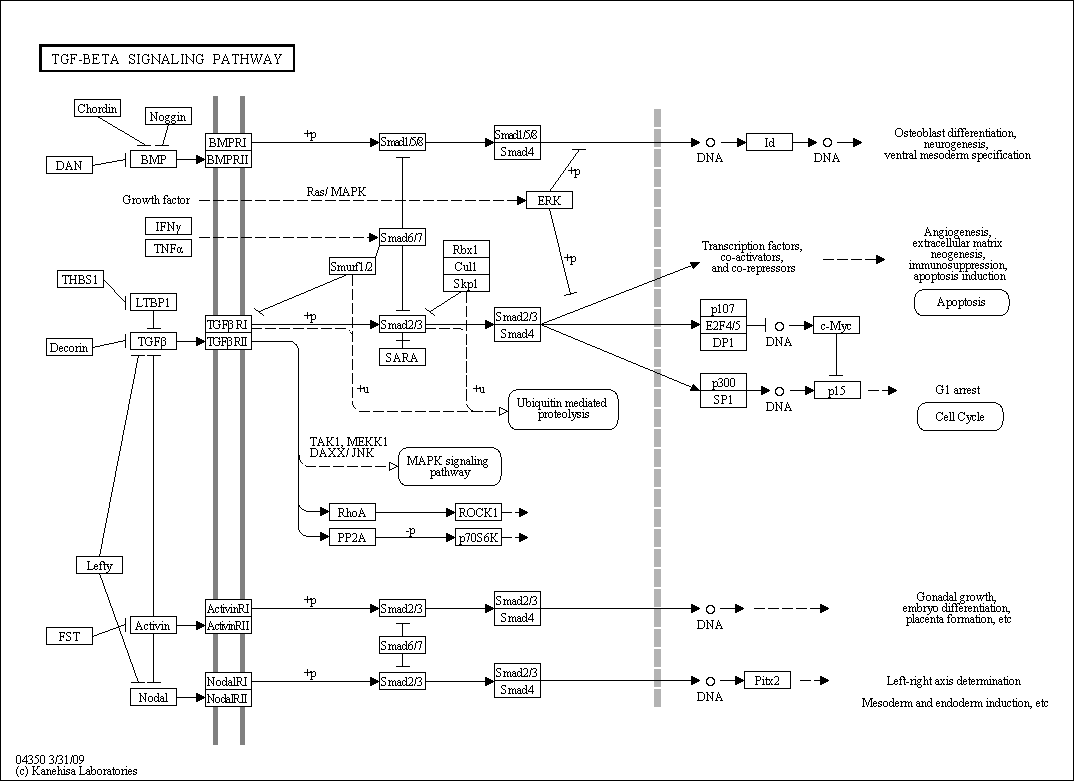 TGF-BETA SIGNALING PATHWAY
Chordin
Noggin
DAN
BMP
BMPRI
BMPRII
+p
Smad1/5/8
Smad1/5/8
Smad4
DNA
Id
DNA
Osteoblast differentiation,
neurogenesis,
ventral mesoderm specification
Growth factor
Ras/ MAPK
+p
ERK
+p
IFNγ
TNFα
Smad6/7
Smurf1/2
Rbx1
Cul1
Skp1
Transcription factors,
co-activators,
and co-repressors
Angiogenesis,
extracellular matrix
neogenesis,
immunosuppression,
apoptosis induction
Apoptosis
THBS1
LTBP1
Decorin
TGFβ
TGFβRI
TGFβRII
+p
Smad2/3
SARA
Smad2/3
Smad4
p107
E2F4/5
DP1
DNA
c-Myc
p300
SP1
DNA
p15
G1 arrest
Cell Cycle
+u
+u
Ubiquitin mediated
proteolysis
TAK1, MEKK1
DAXX/ JNK
MAPK signaling
pathway
RhoA
ROCK1
PP2A
-p
p70S6K
Lefty
FST
Activin
ActivinRI
ActivinRII
+p
Smad2/3
Smad2/3
Smad4
DNA
Gonadal growth,
embryo differentiation,
placenta formation, etc
Smad6/7
Nodal
NodalRI
NodalRII
+p
Smad2/3
Smad2/3
Smad4
DNA
Pitx2
Left-right axis determination
Mesoderm and endoderm induction, etc
04350 3/31/09
(c) Kanehisa Laboratories